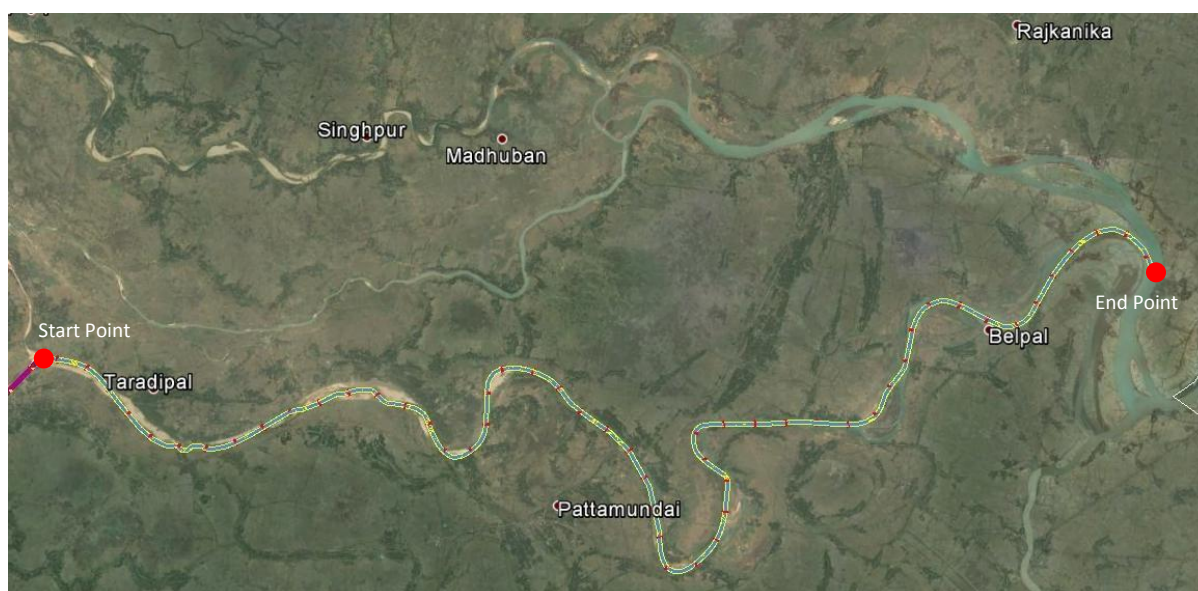 Rajkanika
Singhpur
Madhuban
Start Point
End Point
Belpal
Taradipal
Pattamundai